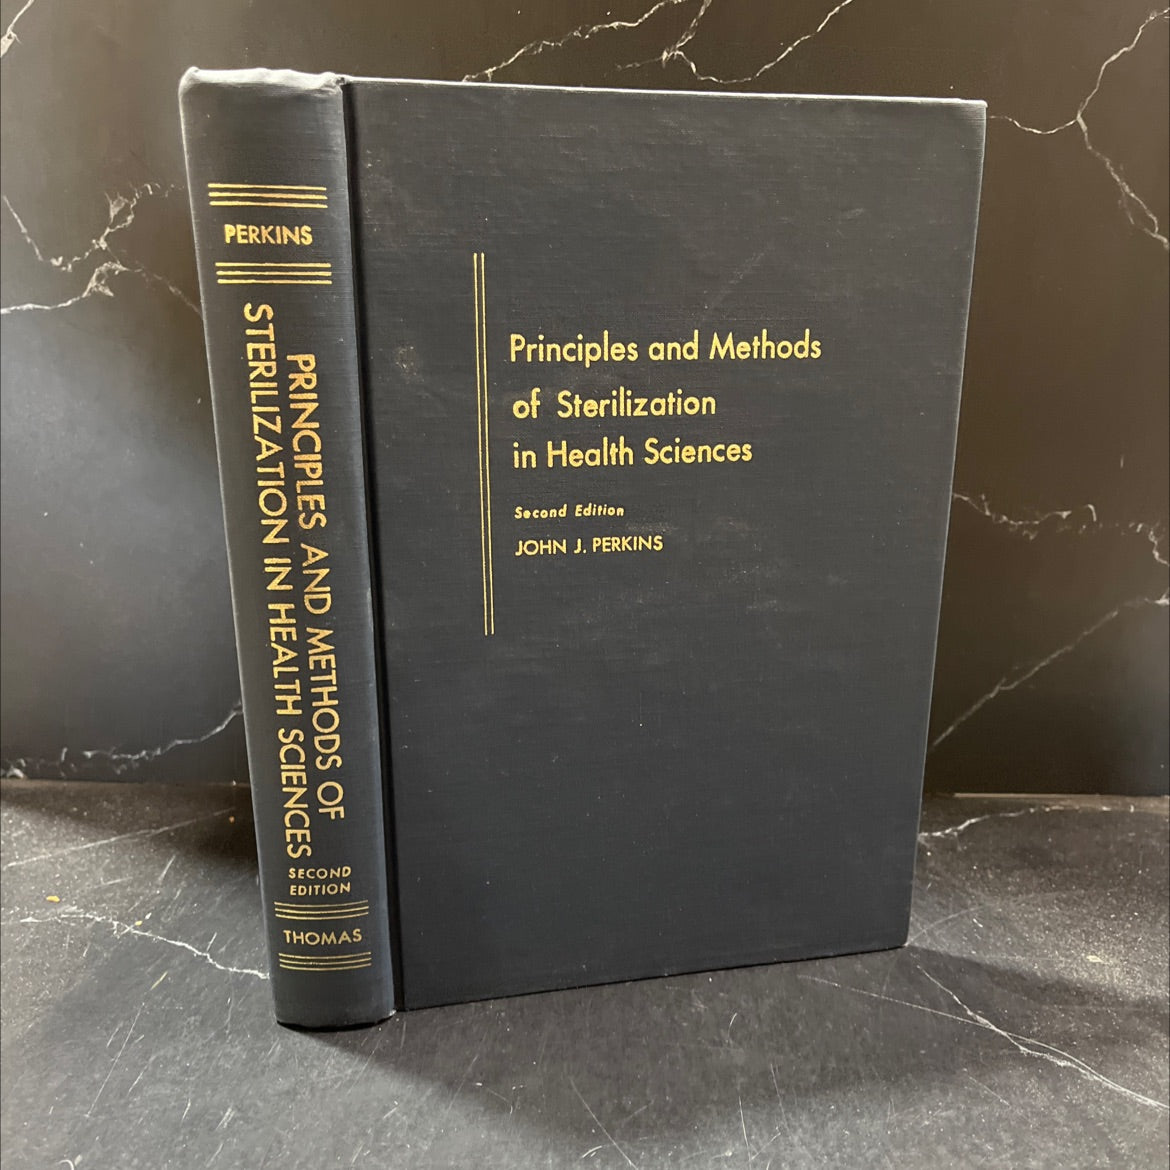 PERKINS
PRINCIPLES AND METHODS OF
STERILIZATION IN HEALTH SCIENCES
SECOND
EDITION
THOMAS
Principles and Methods
of Sterilization
in Health Sciences
Second Edition
JOHN J. PERKINS